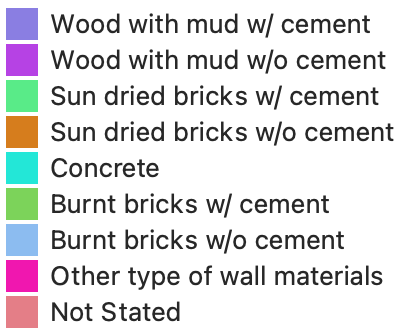 Wood with mud w/ cement
Wood with mud w/o cement
Sun dried bricks w/ cement
Sun dried bricks w/o cement
Concrete
Burnt bricks w/ cement
Burnt bricks w/o cement
Other type of wall materials
Not Stated